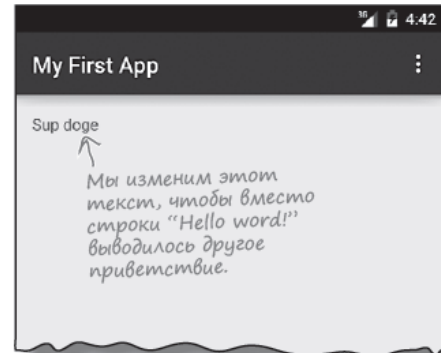 3G 4:42
My First App
Sup doge
Мы изменим этот
текст, чтобы вместо
строки “Hello word!”
выводилось другое
приветствие.